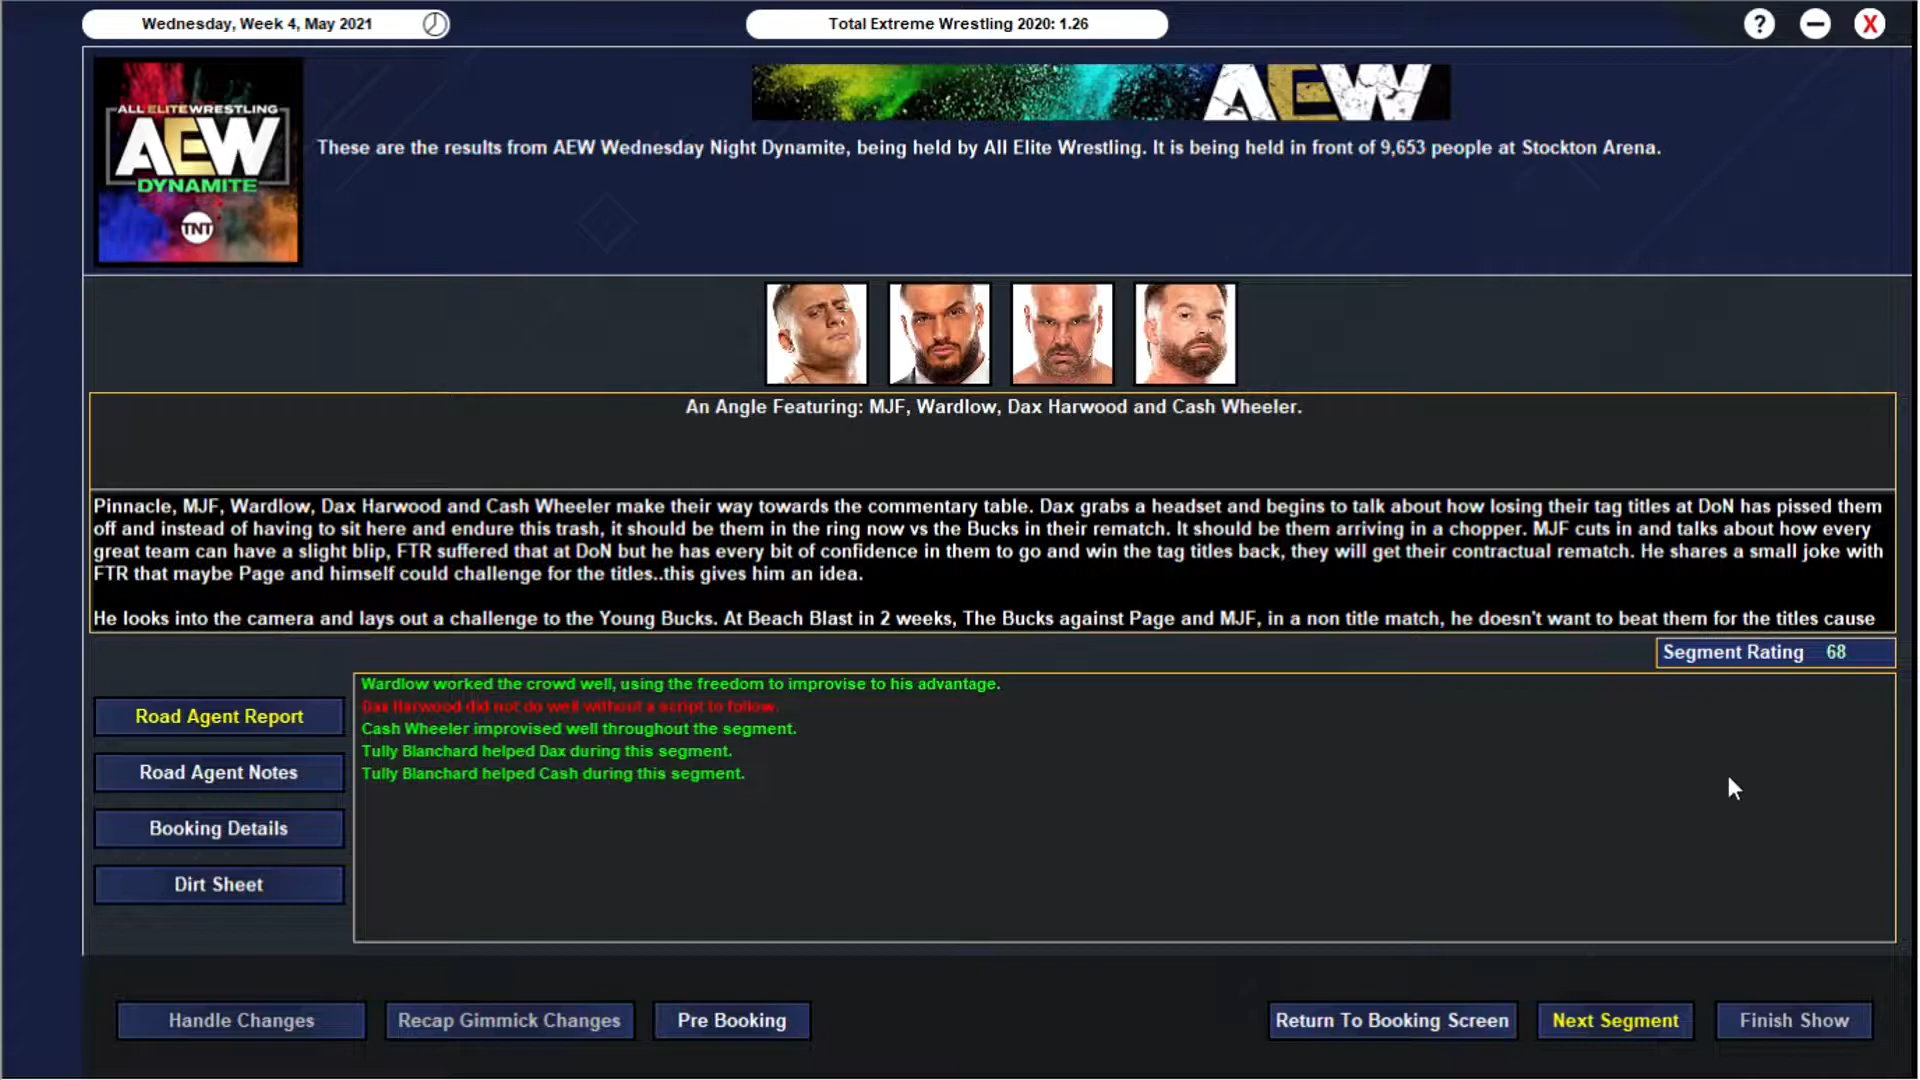 Wednesday, Week 4, May 2021
Total Extreme Wrestling 2020: 1.26
?
X
ALL ELITE WRESTLING
AEW
DYNAMITE
TNT
AEW
These are the results from AEW Wednesday Night Dynamite, being held by All Elite Wrestling. It is being held in front of 9,653 people at Stockton Arena.
An Angle Featuring: MJF, Wardlow, Dax Harwood and Cash Wheeler.
Pinnacle, MJF, Wardlow, Dax Harwood and Cash Wheeler make their way towards the commentary table. Dax grabs a headset and begins to talk about how losing their tag titles at DoN has pissed them
off and instead of having to sit here and endure this trash, it should be them in the ring now vs the Bucks in their rematch. It should be them arriving in a chopper. MJF cuts in and talks about how every
great team can have a slight blip, FTR suffered that at DoN but he has every bit of confidence in them to go and win the tag titles back, they will get their contractual rematch. He shares a small joke with
FTR that maybe Page and himself could challenge for the titles..this gives him an idea.
He looks into the camera and lays out a challenge to the Young Bucks. At Beach Blast in 2 weeks, The Bucks against Page and MJF, in a non title match, he doesn't want to beat them for the titles cause
Segment Rating 68
Wardlow worked the crowd well, using the freedom to improvise to his advantage.
Dax Harwood did not do well without a script to follow.
Cash Wheeler improvised well throughout the segment.
Tully Blanchard helped Dax during this segment.
Tully Blanchard helped Cash during this segment.
Road Agent Report
Road Agent Notes
Booking Details
Dirt Sheet
Handle Changes
Recap Gimmick Changes
Pre Booking
Return To Booking Screen
Next Segment
Finish Show